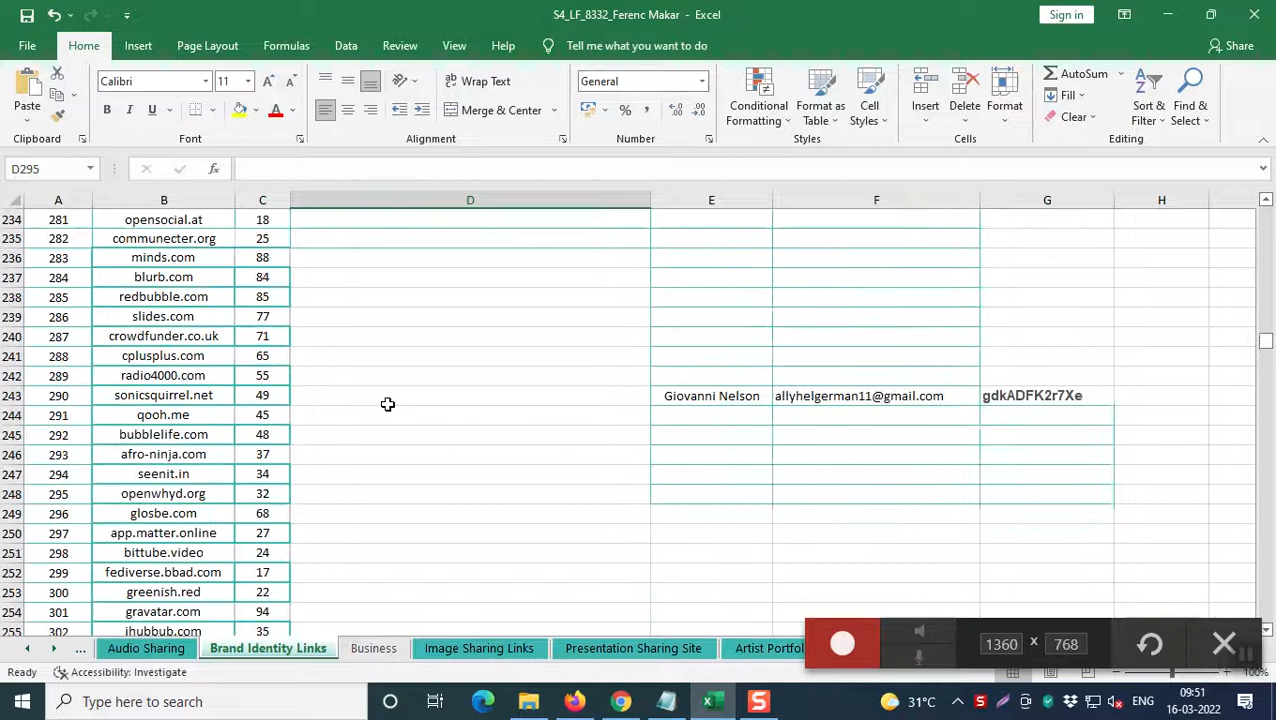 S4_LF_8332_Ferenc Makar - Excel
Sign in
File Home Insert Page Layout Formulas Data Review View Help Tell me what you want to do Share
Paste
Calibri 11
Wrap Text
General
Conditional Formatting
Format as Table
Cell Styles
Insert
Delete
Format
AutoSum
Fill
Clear
Sort & Filter
Find & Select
B I U
Merge & Center
Clipboard Font Alignment Number Styles Cells Editing
D295 fx
A B C D E F G H
234 281 opensocial.at 18
235 282 communecter.org 25
236 283 minds.com 88
237 284 blurb.com 84
238 285 redbubble.com 85
239 286 slides.com 77
240 287 crowdfunder.co.uk 71
241 288 cplusplus.com 65
242 289 radio4000.com 55
243 290 sonicsquirrel.net 49 Giovanni Nelson allyhelgerman11@gmail.com gdkADFK2r7Xe
244 291 qooh.me 45
245 292 bubblelife.com 48
246 293 afro-ninja.com 37
247 294 seenit.in 34
248 295 openwhyd.org 32
249 296 glosbe.com 68
250 297 app.matter.online 27
251 298 bittube.video 24
252 299 fediverse.bbad.com 17
253 300 greenish.red 22
254 301 gravatar.com 94
255 302 ihubbub.com 35
... Audio Sharing Brand Identity Links Business Image Sharing Links Presentation Sharing Site Artist Portfo
1360 x 768
Ready Accessibility: Investigate 100%
Type here to search
31°C ENG
09:51
16-03-2022